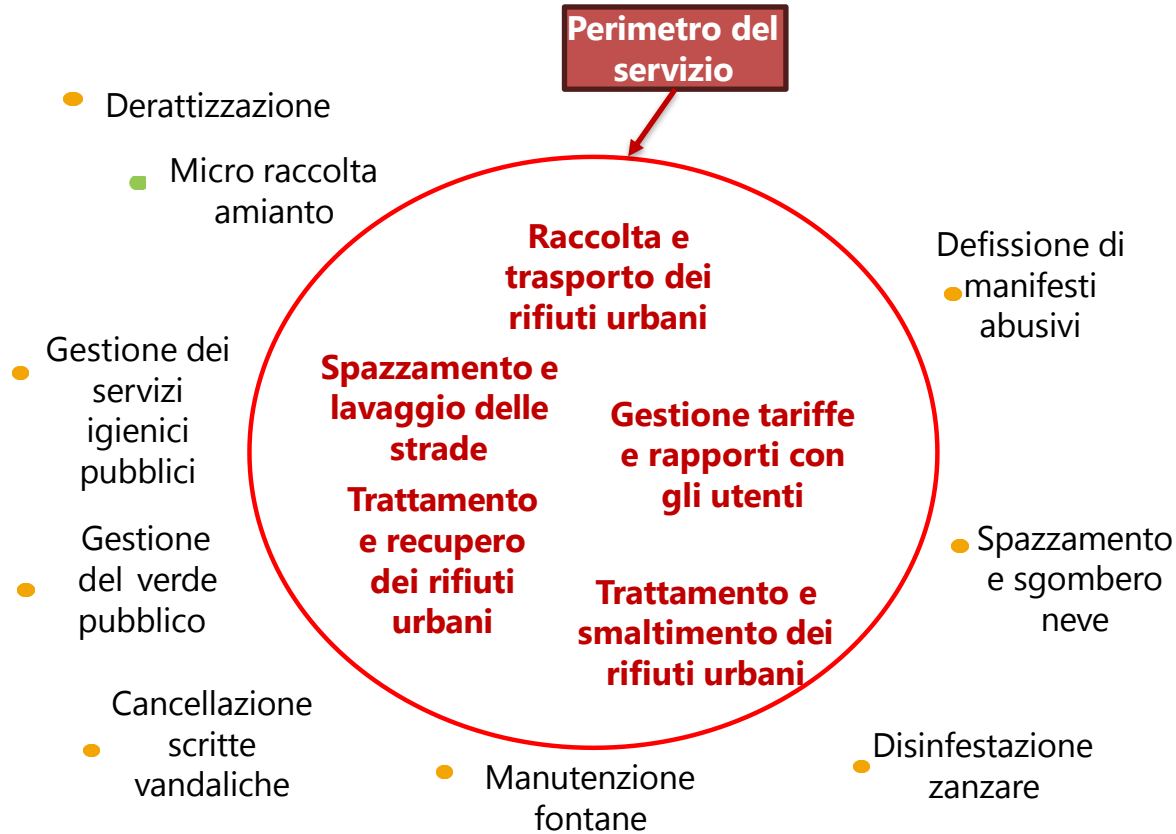 Perimetro del
servizio
Derattizzazione
Micro raccolta
amianto
Raccolta e
trasporto dei
rifiuti urbani
Defissione di
manifesti
abusivi
Gestione dei
servizi
igienici
pubblici
Spazzamento e
lavaggio delle
strade
Gestione tariffe
e rapporti con
gli utenti
Trattamento
e recupero
dei rifiuti
urbani
Gestione
del verde
pubblico
Spazzamento
e sgombero
neve
Trattamento e
smaltimento dei
rifiuti urbani
Cancellazione
scritte
vandaliche
Manutenzione
fontane
Disinfestazione
zanzare